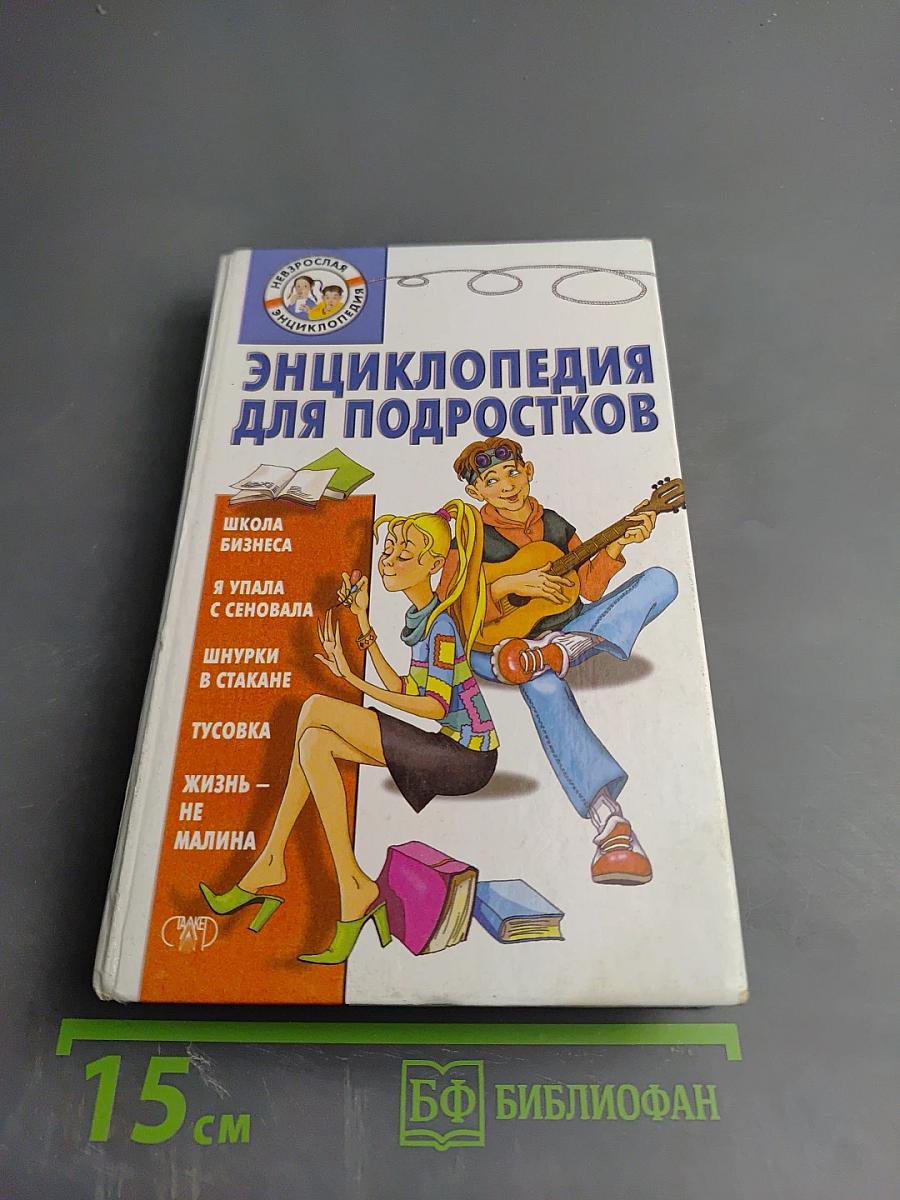 НЕВЗРОСЛАЯ
ЭНЦИКЛОПЕДИЯ
ЭНЦИКЛОПЕДИЯ
ДЛЯ ПОДРОСТКОВ
ШКОЛА
БИЗНЕСА
Я УПАЛА
С СЕНОВАЛА
ШНУРКИ
В СТАКАНЕ
ТУСОВКА
ЖИЗНЬ –
НЕ
МАЛИНА
СТАЛКЕР
15 см
БФ БИБЛИОФАН